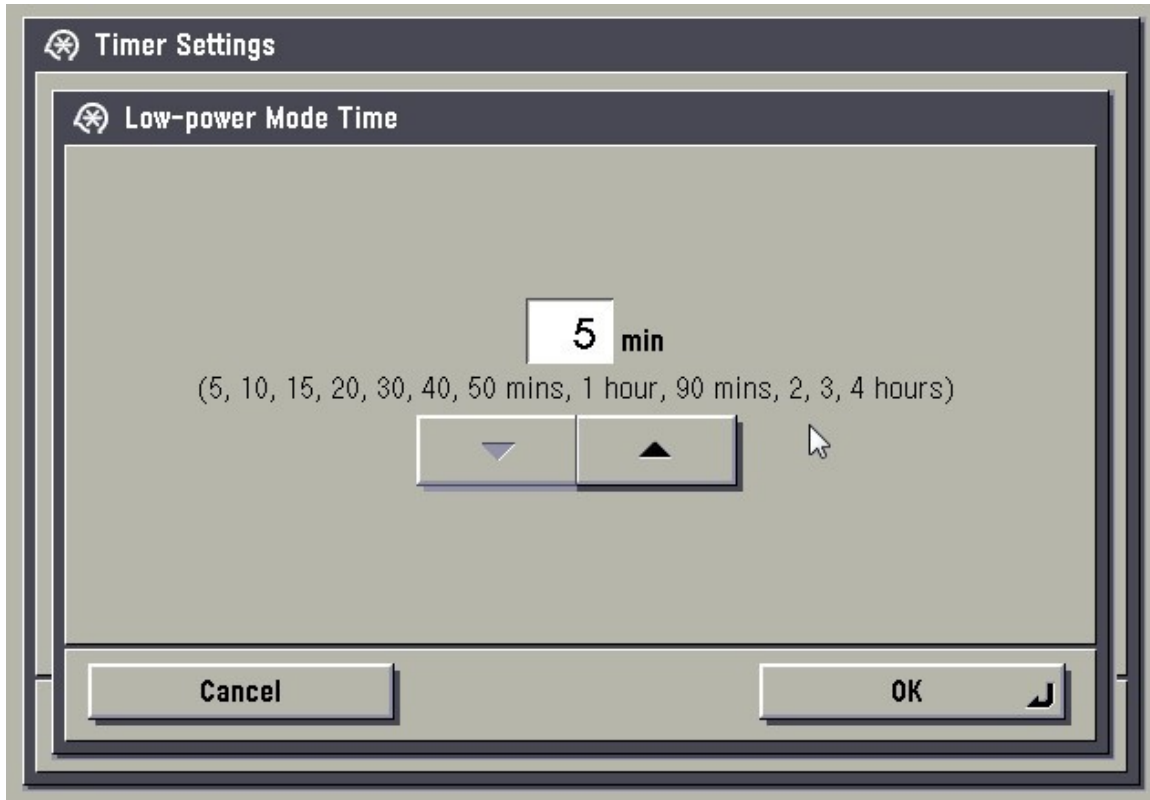 Timer Settings
Low-power Mode Time
5 min
(5, 10, 15, 20, 30, 40, 50 mins, 1 hour, 90 mins, 2, 3, 4 hours)
Cancel OK